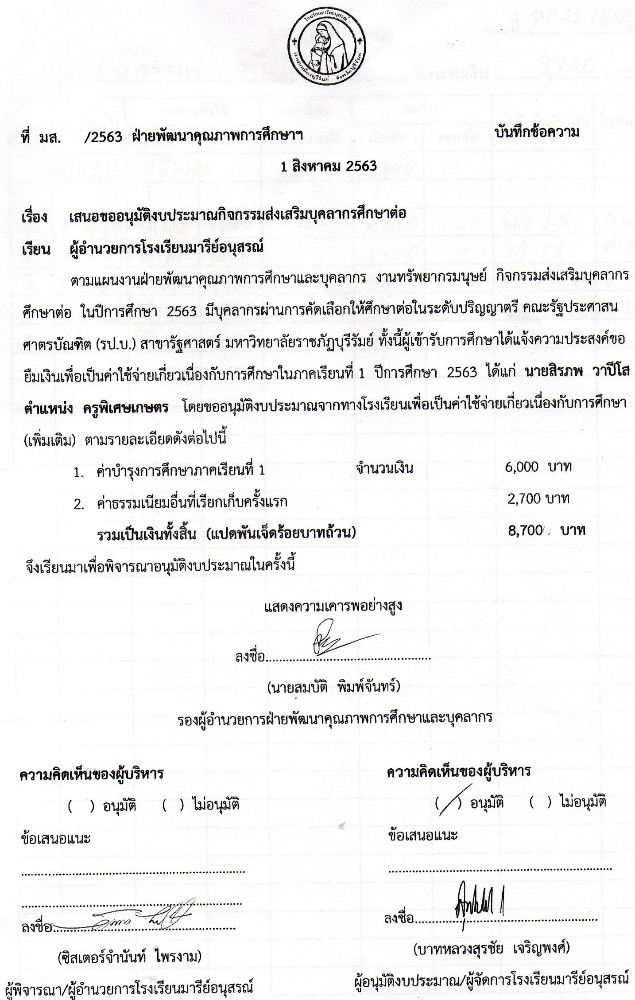 โรงเรียนมารีย์อนุสรณ์
อำเภอเมืองบุรีรัมย์ จังหวัดบุรีรัมย์
ที่ มส. /2563 ฝ่ายพัฒนาคุณภาพการศึกษาฯ บันทึกข้อความ
1 สิงหาคม 2563
เรื่อง เสนอขออนุมัติงบประมาณกิจกรรมส่งเสริมบุคลากรศึกษาต่อ
เรียน ผู้อำนวยการโรงเรียนมารีย์อนุสรณ์
ตามแผนงานฝ่ายพัฒนาคุณภาพการศึกษาและบุคลากร งานทรัพยากรมนุษย์ กิจกรรมส่งเสริมบุคลากร
ศึกษาต่อ ในปีการศึกษา 2563 มีบุคลากรผ่านการคัดเลือกให้ศึกษาต่อในระดับปริญญาตรี คณะรัฐประศาสน
ศาตรบัณฑิต (รป.บ.) สาขารัฐศาสตร์ มหาวิทยาลัยราชภัฏบุรีรัมย์ ทั้งนี้ผู้เข้ารับการศึกษาได้แจ้งความประสงค์ขอ
ยืมเงินเพื่อเป็นค่าใช้จ่ายเกี่ยวเนื่องกับการศึกษาในภาคเรียนที่ 1 ปีการศึกษา 2563 ได้แก่ นายสิรภพ วาปีโส
ตำแหน่ง ครูพิเศษเกษตร โดยขออนุมัติงบประมาณจากทางโรงเรียนเพื่อเป็นค่าใช้จ่ายเกี่ยวเนื่องกับการศึกษา
(เพิ่มเติม) ตามรายละเอียดดังต่อไปนี้
1. ค่าบำรุงการศึกษาภาคเรียนที่ 1 จำนวนเงิน 6,000 บาท
2. ค่าธรรมเนียมอื่นที่เรียกเก็บครั้งแรก 2,700 บาท
รวมเป็นเงินทั้งสิ้น (แปดพันเจ็ดร้อยบาทถ้วน) 8,700 บาท
จึงเรียนมาเพื่อพิจารณาอนุมัติงบประมาณในครั้งนี้
แสดงความเคารพอย่างสูง
ลงชื่อ..................................................
(นายสมบัติ พิมพ์จันทร์)
รองผู้อำนวยการฝ่ายพัฒนาคุณภาพการศึกษาและบุคลากร
ความคิดเห็นของผู้บริหาร ความคิดเห็นของผู้บริหาร
( ) อนุมัติ ( ) ไม่อนุมัติ (/) อนุมัติ ( ) ไม่อนุมัติ
ข้อเสนอแนะ ข้อเสนอแนะ
ลงชื่อ.................................................. ลงชื่อ..................................................
(ซิสเตอร์จำนันท์ ไพรงาม) (บาทหลวงสุรชัย เจริญพงศ์)
ผู้พิจารณา/ผู้อำนวยการโรงเรียนมารีย์อนุสรณ์ ผู้อนุมัติงบประมาณ/ผู้จัดการโรงเรียนมารีย์อนุสรณ์